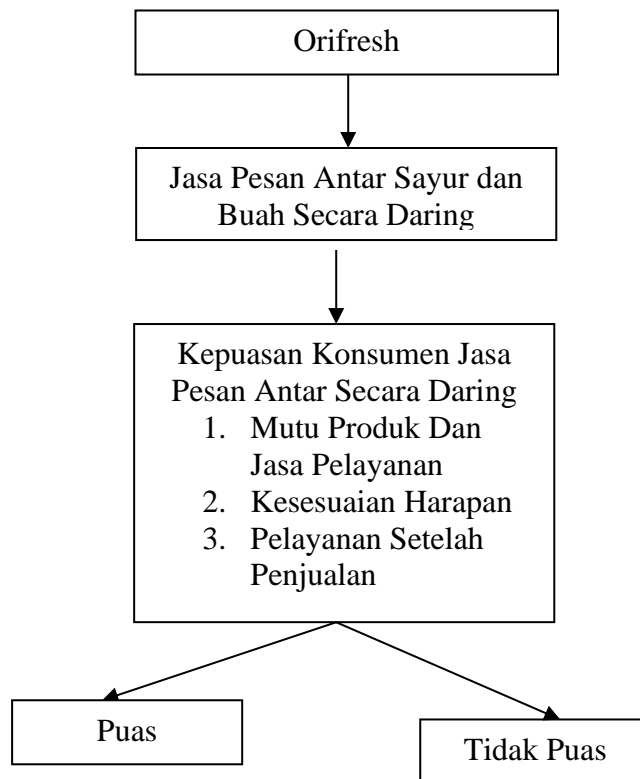 Orifresh
Jasa Pesan Antar Sayur dan
Buah Secara Daring
Kepuasan Konsumen Jasa
Pesan Antar Secara Daring
1. Mutu Produk Dan
Jasa Pelayanan
2. Kesesuaian Harapan
3. Pelayanan Setelah
Penjualan
Puas
Tidak Puas